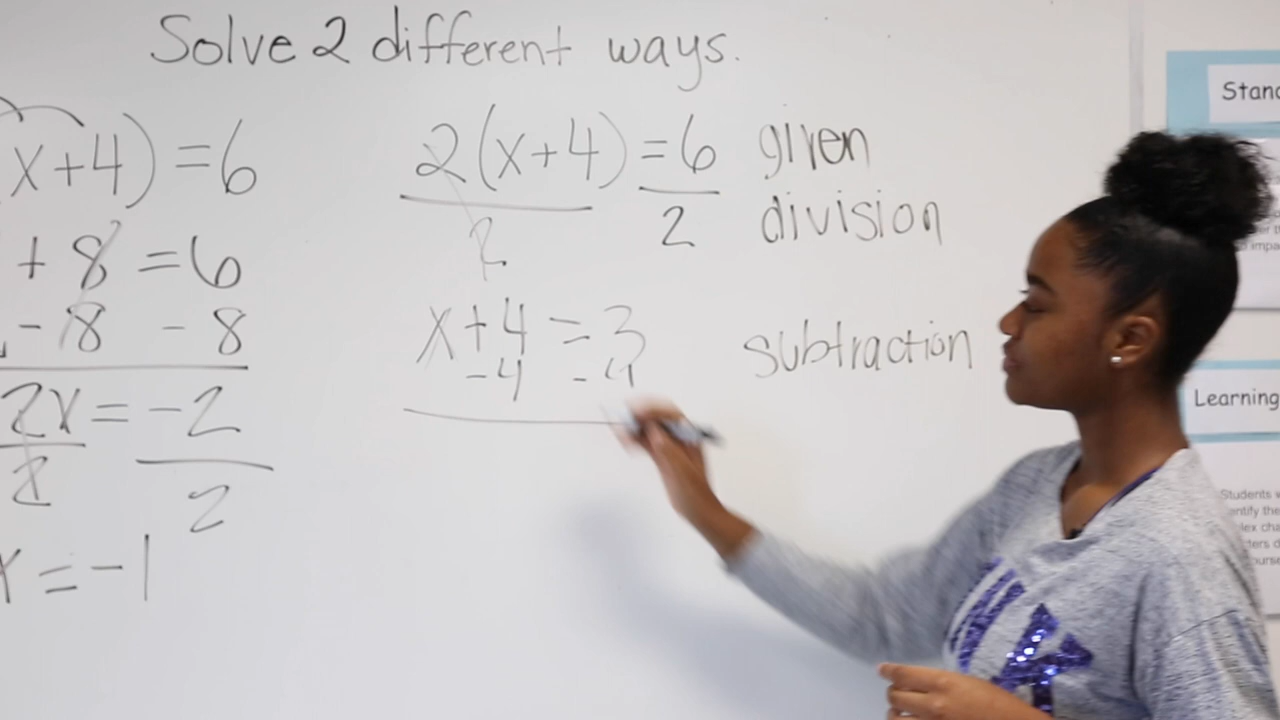 Solve 2 different ways.
x+4) = 6
+ 8 = 6
- 8 - 8
2x = -2
2 2
x = -1
2(x+4) = 6 given
2 2 division
x+4 = 3 subtraction
-4 -4
Stand
Learning
Students